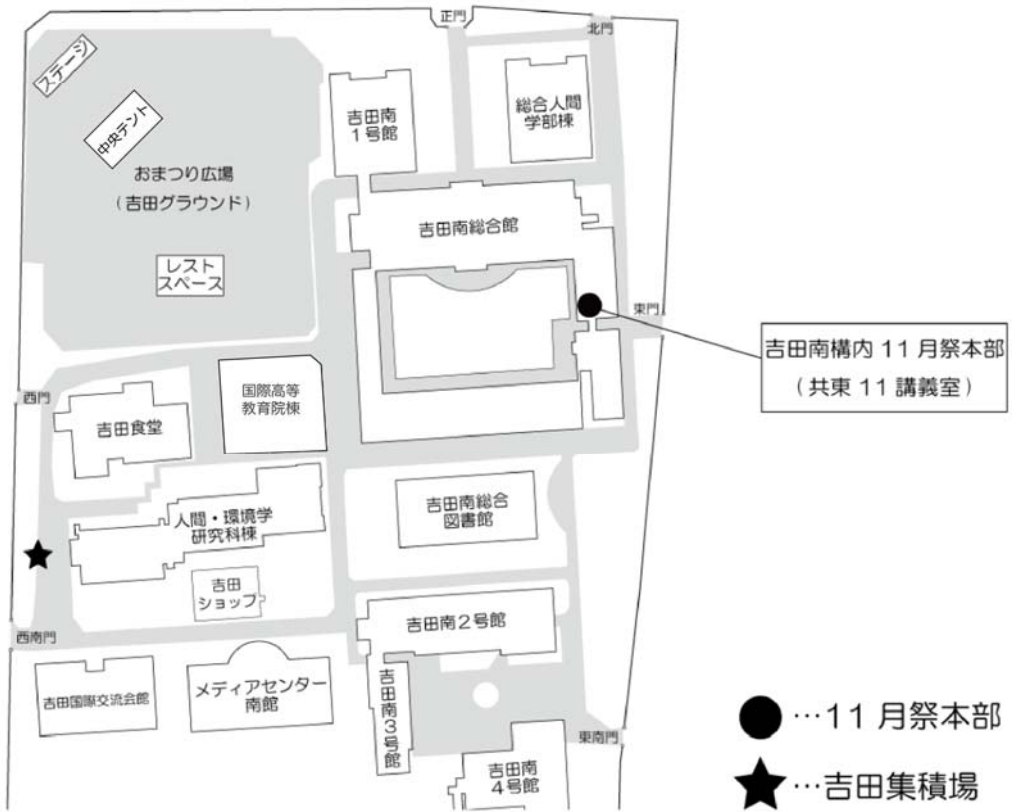 正門
北門
ステージ
中央テント
吉田南
1号館
総合人間
学部棟
おまつり広場
(吉田グラウンド)
吉田南総合館
レスト
スペース
東門
吉田南構内 11 月祭本部
(共東 11 講義室)
西門
国際高等
教育院棟
吉田食堂
吉田南総合
図書館
人間・環境学
研究科棟
吉田
ショップ
吉田南2号館
西南門
吉田国際交流会館
メディアセンター
南館
吉田南3号館
東南門
吉田南
4号館
…11 月祭本部
…吉田集積場